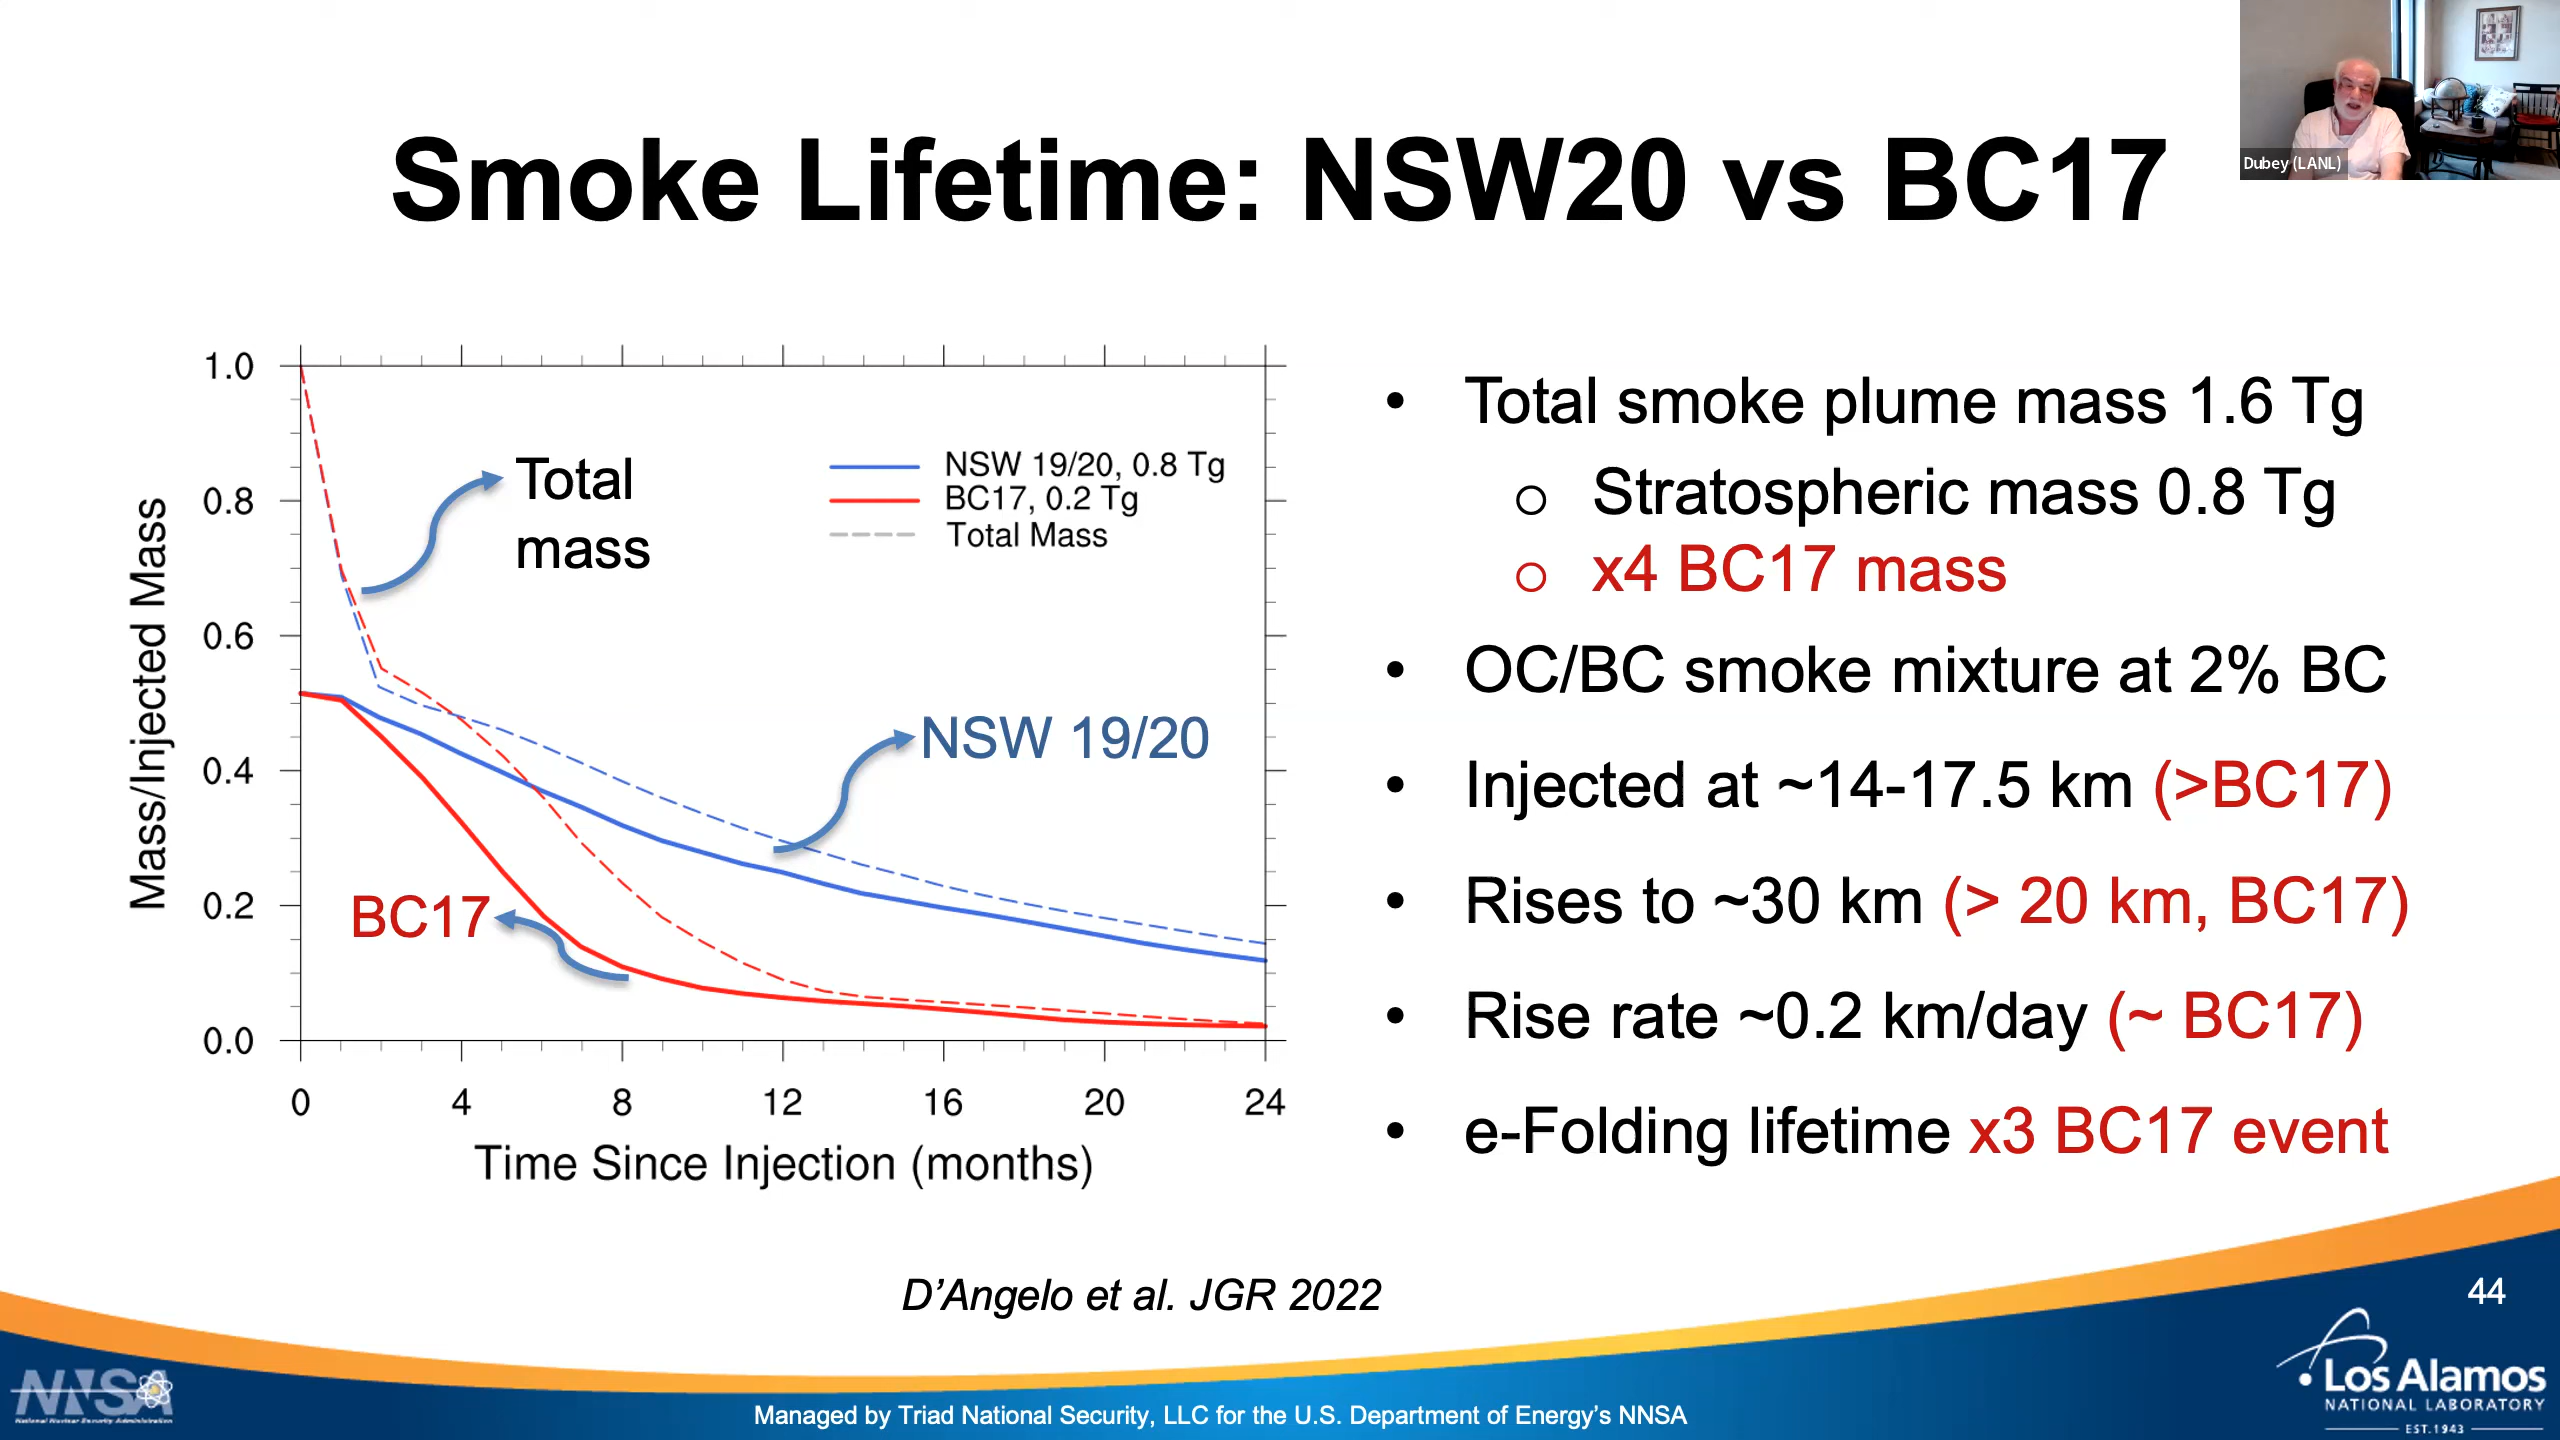 Dubey (LANL)
Smoke Lifetime: NSW20 vs BC17
1.0
0.8
0.6
0.4
0.2
0.0
Mass/Injected Mass
0
4
8
12
16
20
24
Time Since Injection (months)
Total
mass
NSW 19/20, 0.8 Tg
BC17, 0.2 Tg
Total Mass
NSW 19/20
BC17
• Total smoke plume mass 1.6 Tg
o Stratospheric mass 0.8 Tg
o x4 BC17 mass
• OC/BC smoke mixture at 2% BC
• Injected at ~14-17.5 km (>BC17)
• Rises to ~30 km (> 20 km, BC17)
• Rise rate ~0.2 km/day (~ BC17)
• e-Folding lifetime x3 BC17 event
D'Angelo et al. JGR 2022
44
NNSA
National Nuclear Security Administration
Managed by Triad National Security, LLC for the U.S. Department of Energy's NNSA
Los Alamos
NATIONAL LABORATORY
EST.1943